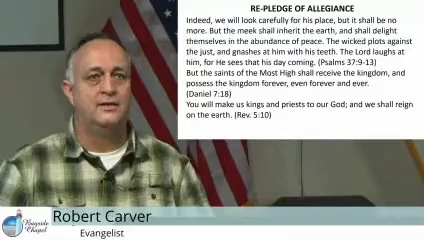 RE-PLEDGE OF ALLEGIANCE
Indeed, we will look carefully for his place, but it shall be no
more. But the meek shall inherit the earth, and shall delight
themselves in the abundance of peace. The wicked plots against
the just, and gnashes at him with his teeth. The Lord laughs at
him, for He sees that his day coming. (Psalms 37:9-13)
But the saints of the Most High shall receive the kingdom, and
possess the kingdom forever, even forever and ever.
(Daniel 7:18)
You will make us kings and priests to our God; and we shall reign
on the earth. (Rev. 5:10)
Robert Carver
Evangelist
Bayside
Chapel